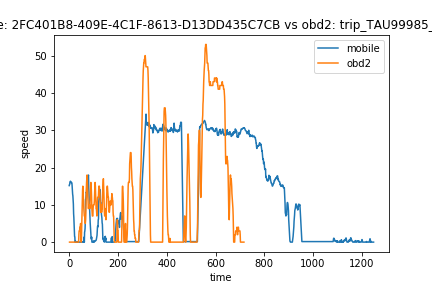 e: 2FC401B8-409E-4C1F-8613-D13DD435C7CB vs obd2: trip_TAU99985_
mobile
obd2
50
40
30
20
10
0
speed
0 200 400 600 800 1000 1200
time